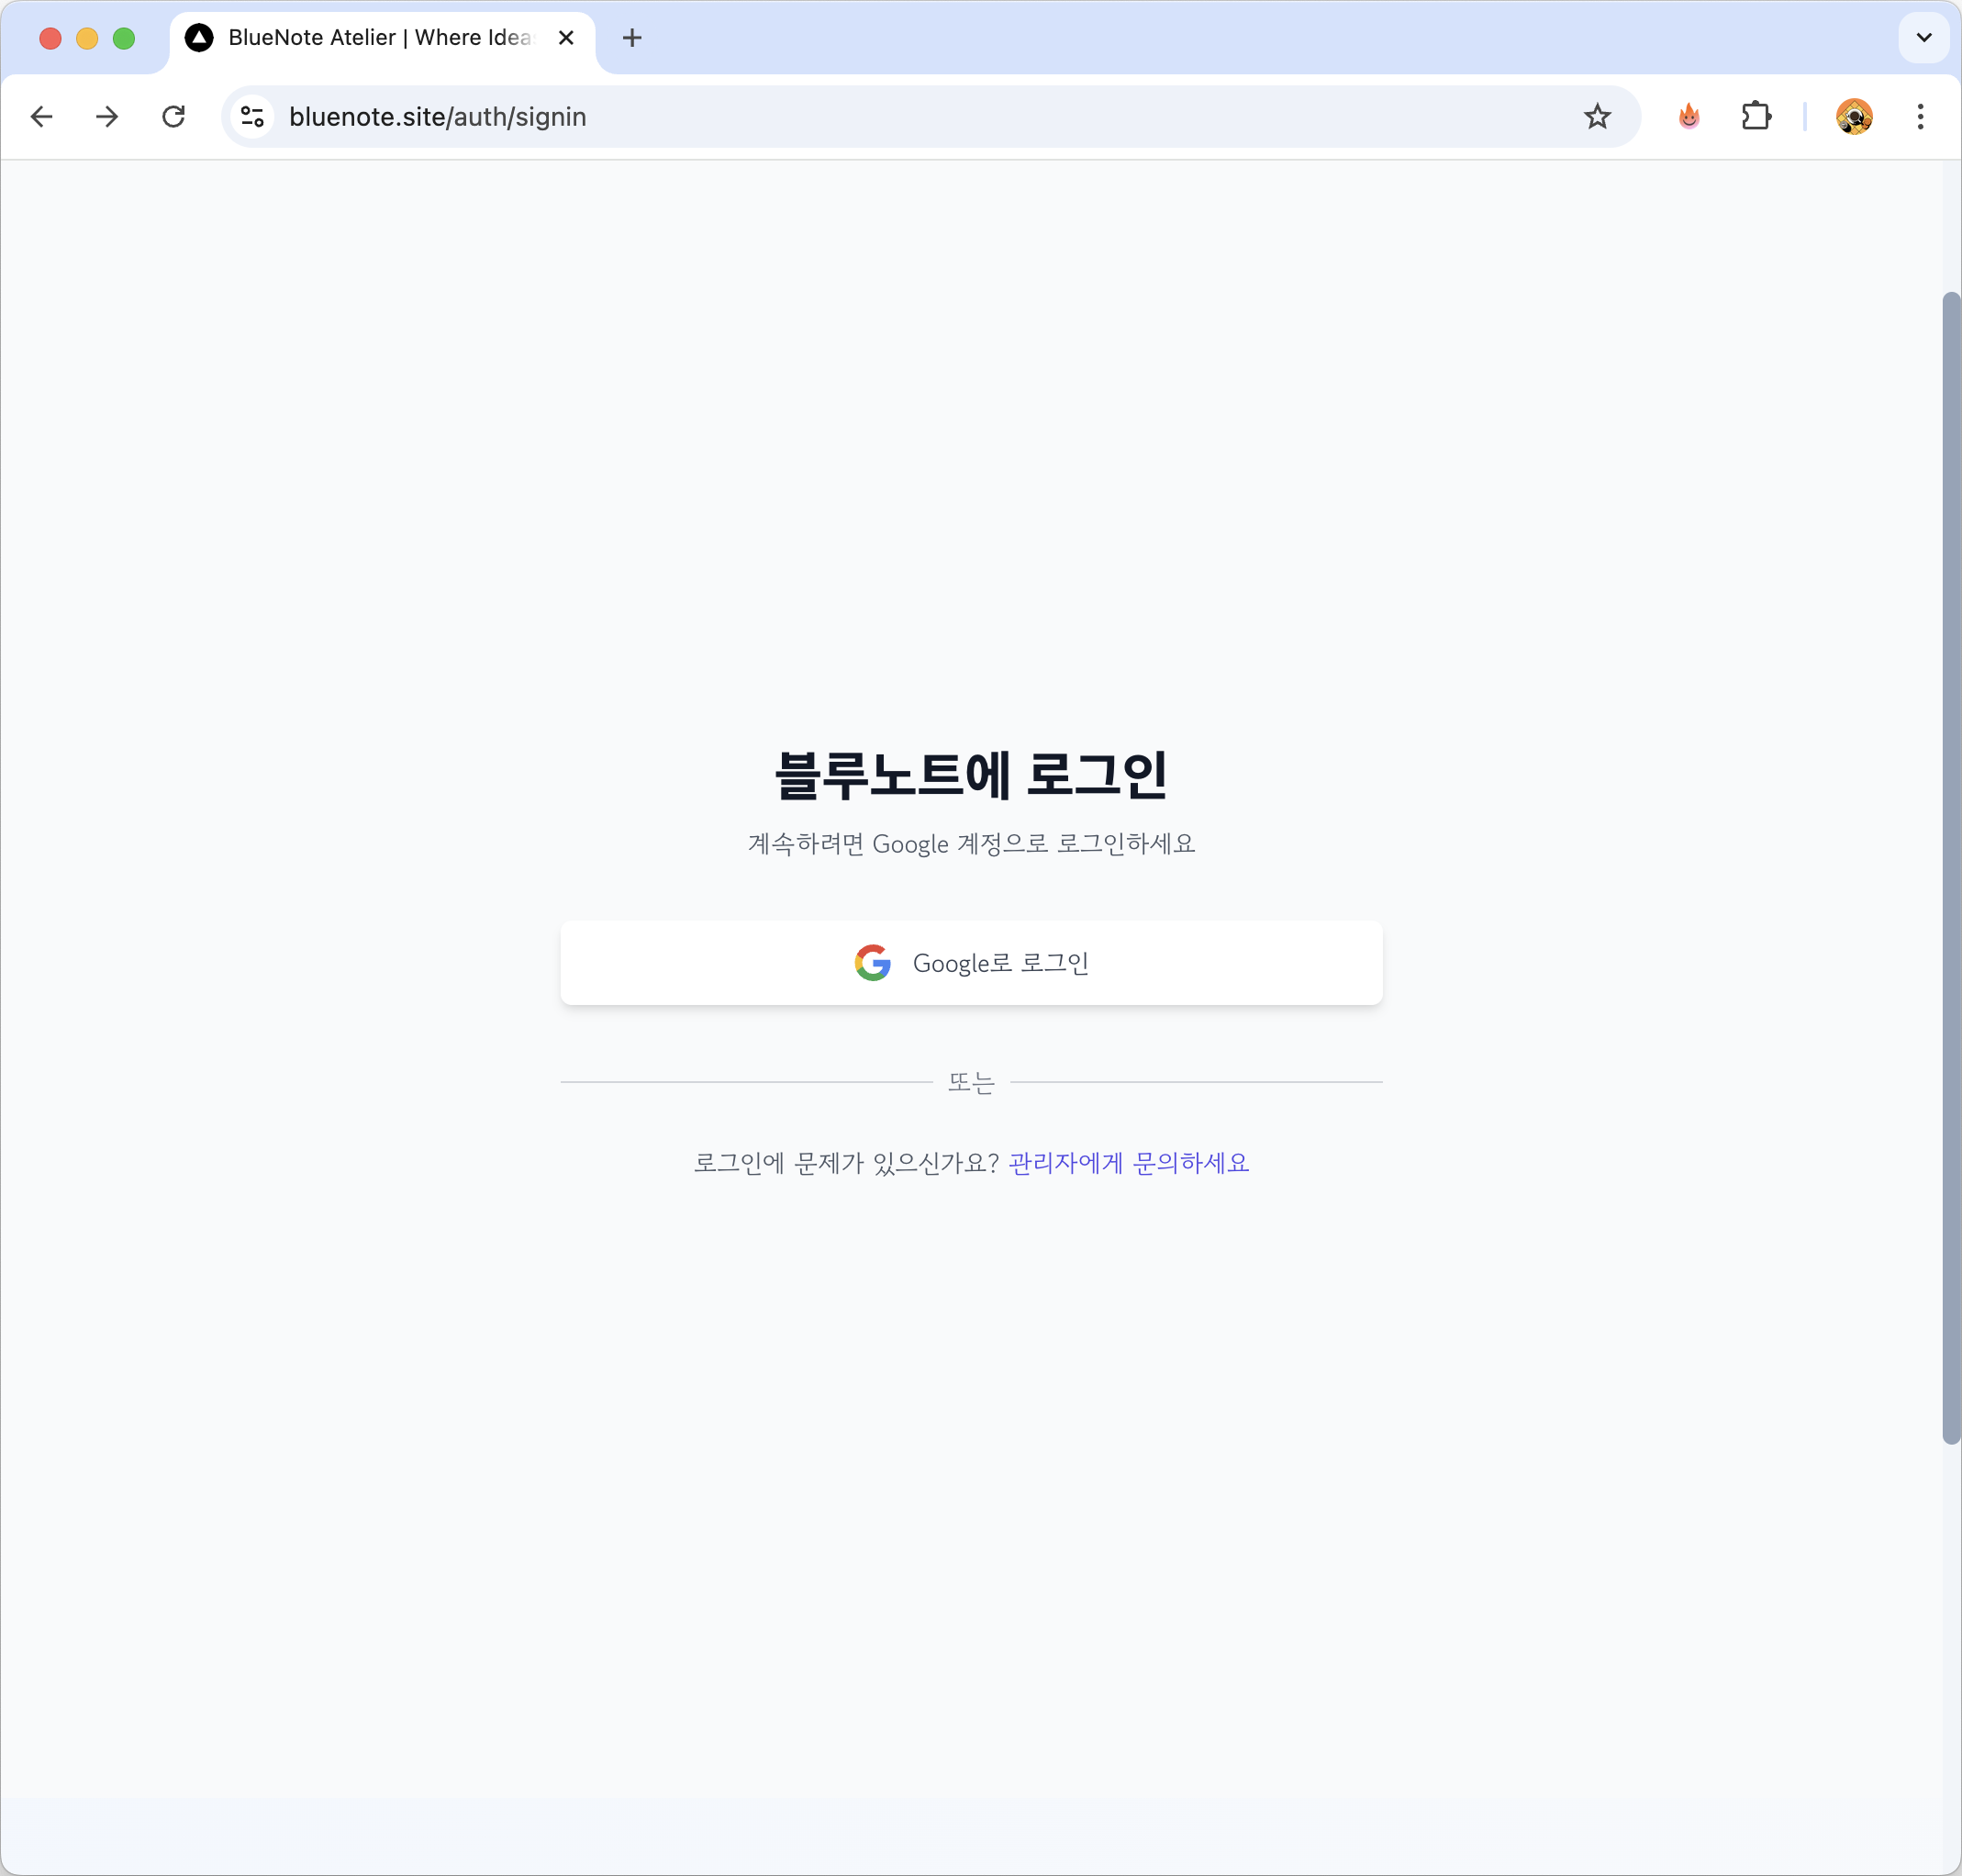 BlueNote Atelier | Where Idea
bluenote.site/auth/signin
블루노트에 로그인
계속하려면 Google 계정으로 로그인하세요
Google로 로그인
또는
로그인에 문제가 있으신가요? 관리자에게 문의하세요